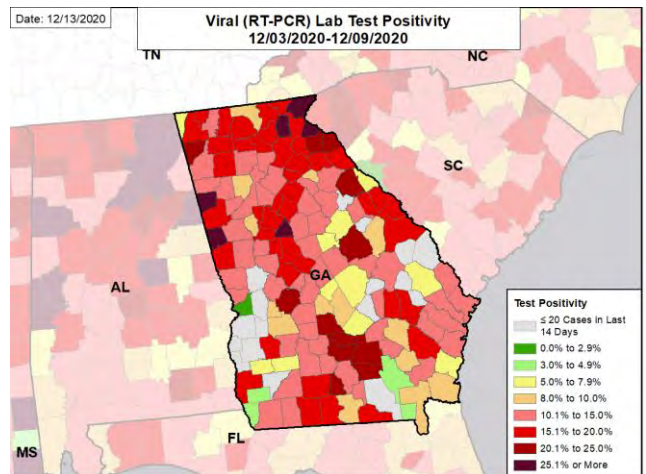 Date: 12/13/2020
Viral (RT-PCR) Lab Test Positivity
12/03/2020-12/09/2020
TN
NC
SC
AL
GA
MS
FL
Test Positivity
≤ 20 Cases in Last
14 Days
0.0% to 2.9%
3.0% to 4.9%
5.0% to 7.9%
8.0% to 10.0%
10.1% to 15.0%
15.1% to 20.0%
20.1% to 25.0%
25.1% or More